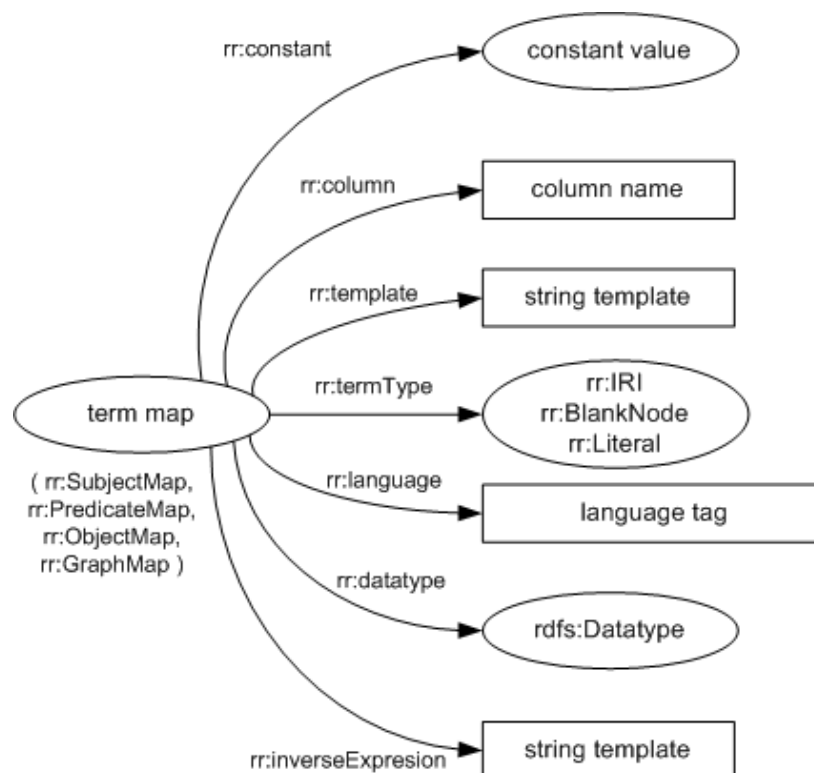 rr:constant
constant value
rr:column
column name
rr:template
string template
rr:termType
rr:IRI
rr:BlankNode
rr:Literal
term map
( rr:SubjectMap,
rr:PredicateMap,
rr:ObjectMap,
rr:GraphMap )
rr:language
language tag
rr:datatype
rdfs:Datatype
rr:inverseExpresion
string template